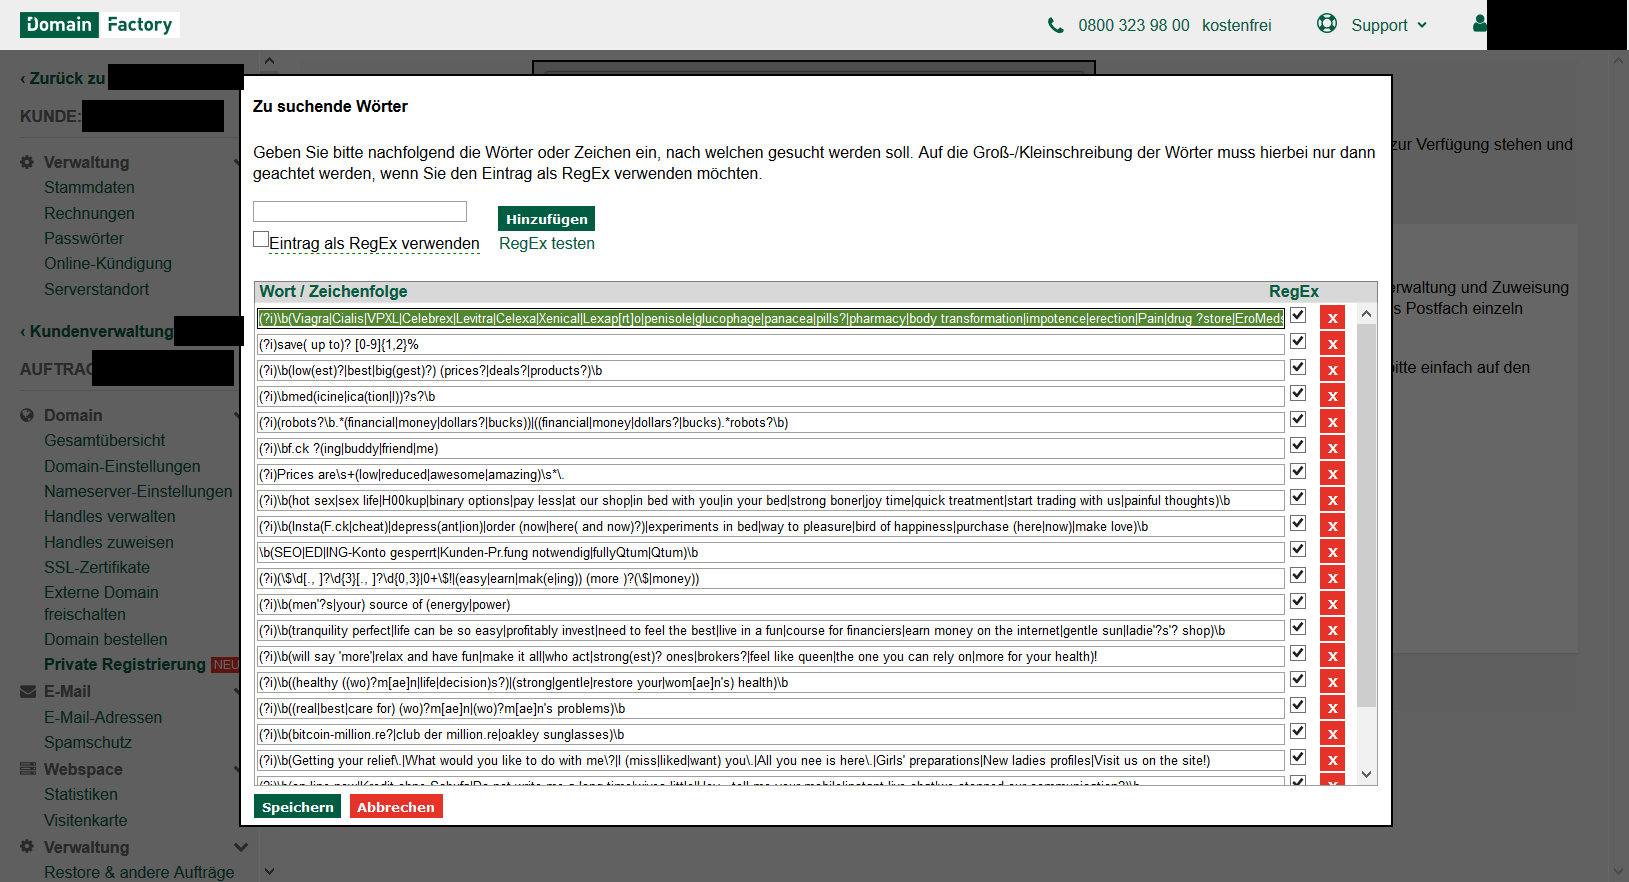 Domain Factory
0800 323 98 00 kostenfrei
Support
‹ Zurück zu
KUNDE:
Verwaltung
Stammdaten
Rechnungen
Passwörter
Online-Kündigung
Serverstandort
‹ Kundenverwaltung
AUFTRAG
Domain
Gesamtübersicht
Domain-Einstellungen
Nameserver-Einstellungen
Handles verwalten
Handles zuweisen
SSL-Zertifikate
Externe Domain
freischalten
Domain bestellen
Private Registrierung NEU
E-Mail
E-Mail-Adressen
Spamschutz
Webspace
Statistiken
Visitenkarte
Verwaltung
Restore & andere Aufträge
Zu suchende Wörter
Geben Sie bitte nachfolgend die Wörter oder Zeichen ein, nach welchen gesucht werden soll. Auf die Groß-/Kleinschreibung der Wörter muss hierbei nur dann
geachtet werden, wenn Sie den Eintrag als RegEx verwenden möchten.
Hinzufügen
Eintrag als RegEx verwenden
RegEx testen
Wort / Zeichenfolge RegEx
(?i)\b(Viagra|Cialis|VPXL|Celebrex|Levitra|Celexa|Xenical|Lexap[rt]o|penisole|glucophage|panacea|pills?|pharmacy|body transformation|impotence|erection|Pain|drug ?store|EroMeds x
(?i)save( up to)? [0-9]{1,2}% x
(?i)\b(low(est)?|best|big(gest)?) (prices?|deals?|products?)\b x
(?i)\bmed(icine|ica(tion|l))?s?\b x
(?i)(robots?\b.*(financial|money|dollars?|bucks))|((financial|money|dollars?|bucks).*robots?\b) x
(?i)\bf.ck ?(ing|buddy|friend|me) x
(?i)Prices are\s+(low|reduced|awesome|amazing)\s*\. x
(?i)\b(hot sex|sex life|H00kup|binary options|pay less|at our shop|in bed with you|in your bed|strong boner|joy time|quick treatment|start trading with us|painful thoughts)\b x
(?i)\b(Insta(F.ck|cheat)|depress(ant|ion)|order (now|here( and now)?)|experiments in bed|way to pleasure|bird of happiness|purchase (here|now)|make love)\b x
\b(SEO|ED|ING-Konto gesperrt|Kunden-Pr.fung notwendig|fullyQtum|Qtum)\b x
(?i)(\$\d[., ]?\d{3}[., ]?\d{0,3}|0+\$!|(easy|earn|mak(e|ing)) (more )?(\$|money)) x
(?i)\b(men'?s|your) source of (energy|power) x
(?i)\b(tranquility perfect|life can be so easy|profitably invest|need to feel the best|live in a fun|course for financiers|earn money on the internet|gentle sun|ladie'?s'? shop)\b x
(?i)\b(will say 'more'|relax and have fun|make it all|who act|strong(est)? ones|brokers?|feel like queen|the one you can rely on|more for your health)! x
(?i)\b((healthy ((wo)?m[ae]n|life|decision)s?)|(strong|gentle|restore your|wom[ae]n's) health)\b x
(?i)\b((real|best|care for) (wo)?m[ae]n|(wo)?m[ae]n's problems)\b x
(?i)\b(bitcoin-million.re?|club der million.re|oakley sunglasses)\b x
(?i)\b(Getting your relief\.|What would you like to do with me\?|I (miss|liked|want) you\.|All you nee is here\.|Girls' preparations|New ladies profiles|Visit us on the site!) x
Speichern Abbrechen
zur Verfügung stehen und
rwaltung und Zuweisung
s Postfach einzeln
itte einfach auf den